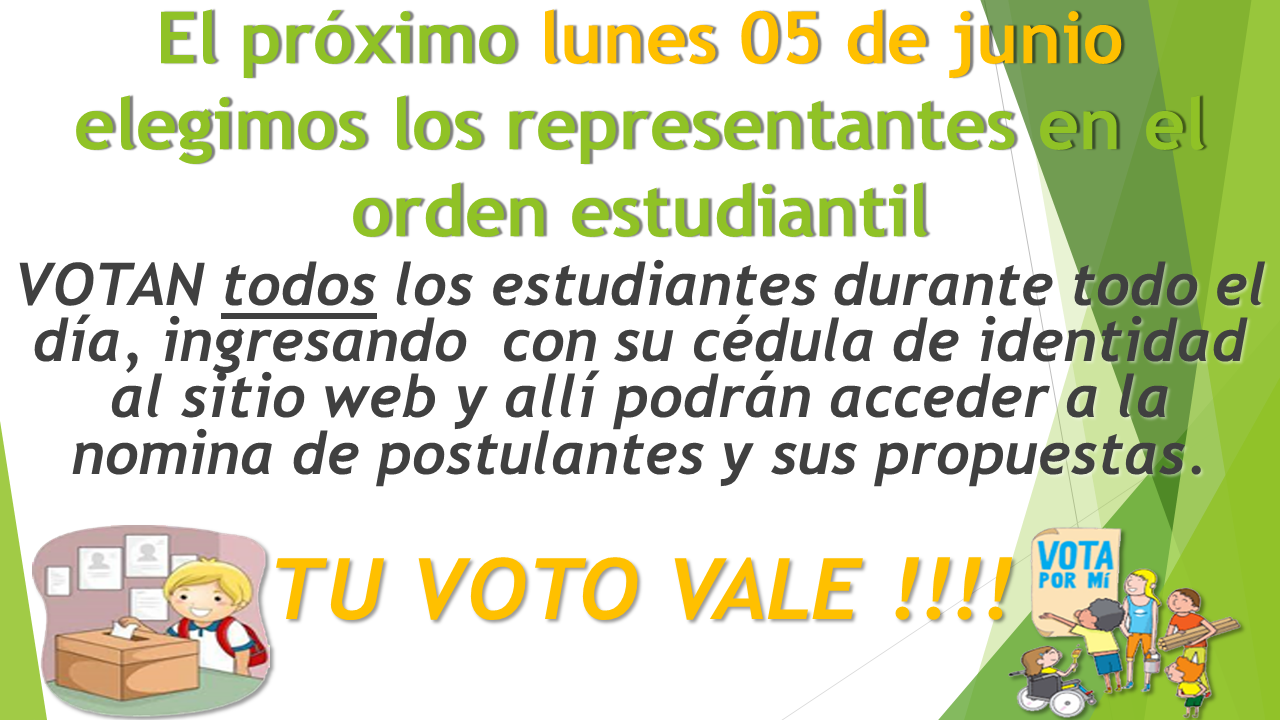 El próximo lunes 05 de junio
elegimos los representantes en el
orden estudiantil
VOTAN todos los estudiantes durante todo el
día, ingresando  con su cédula de identidad
al sitio web y allí podrán acceder a la
nomina de postulantes y sus propuestas.
TU VOTO VALE !!!!
VOTA
POR MÍ